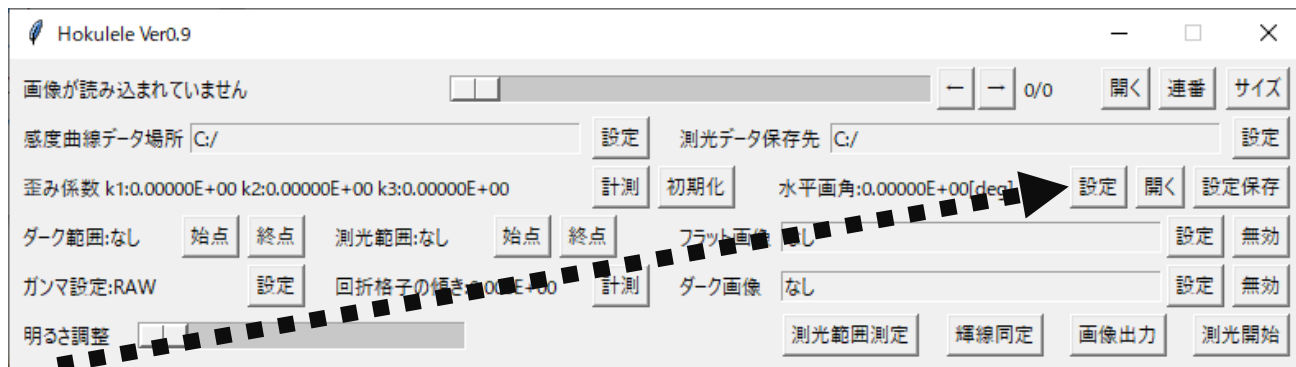 Hokulele Ver0.9
画像が読み込まれていません ← → 0/0 開く 連番 サイズ
感度曲線データ場所 C:/ 設定 測光データ保存先 C:/ 設定
歪み係数 k1:0.00000E+00 k2:0.00000E+00 k3:0.00000E+00 計測 初期化 水平画角:0.00000E+00[deg] 設定 開く 設定保存
ダーク範囲:なし 始点 終点 測光範囲:なし 始点 終点 フラット画像 なし 設定 無効
ガンマ設定:RAW 設定 回折格子の傾き: 計測 ダーク画像 なし 設定 無効
明るさ調整 測光範囲測定 輝線同定 画像出力 測光開始